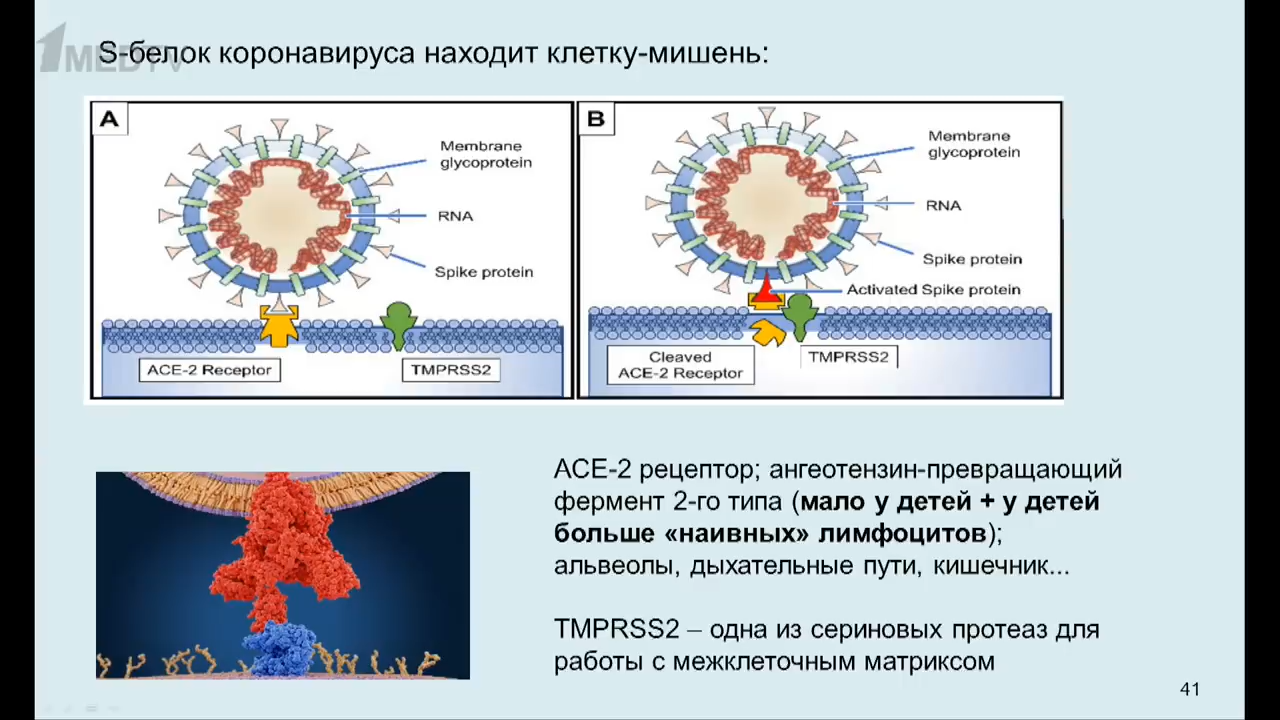 1MEDTV
S-белок коронавируса находит клетку-мишень:
A
Membrane
glycoprotein
RNA
Spike protein
ACE-2 Receptor
TMPRSS2
B
Membrane
glycoprotein
RNA
Spike protein
Activated Spike protein
Cleaved
ACE-2 Receptor
TMPRSS2
ACE-2 рецептор; ангеотензин-превращающий
фермент 2-го типа (мало у детей + у детей
больше «наивных» лимфоцитов);
альвеолы, дыхательные пути, кишечник...
TMPRSS2 – одна из сериновых протеаз для
работы с межклеточным матриксом
41